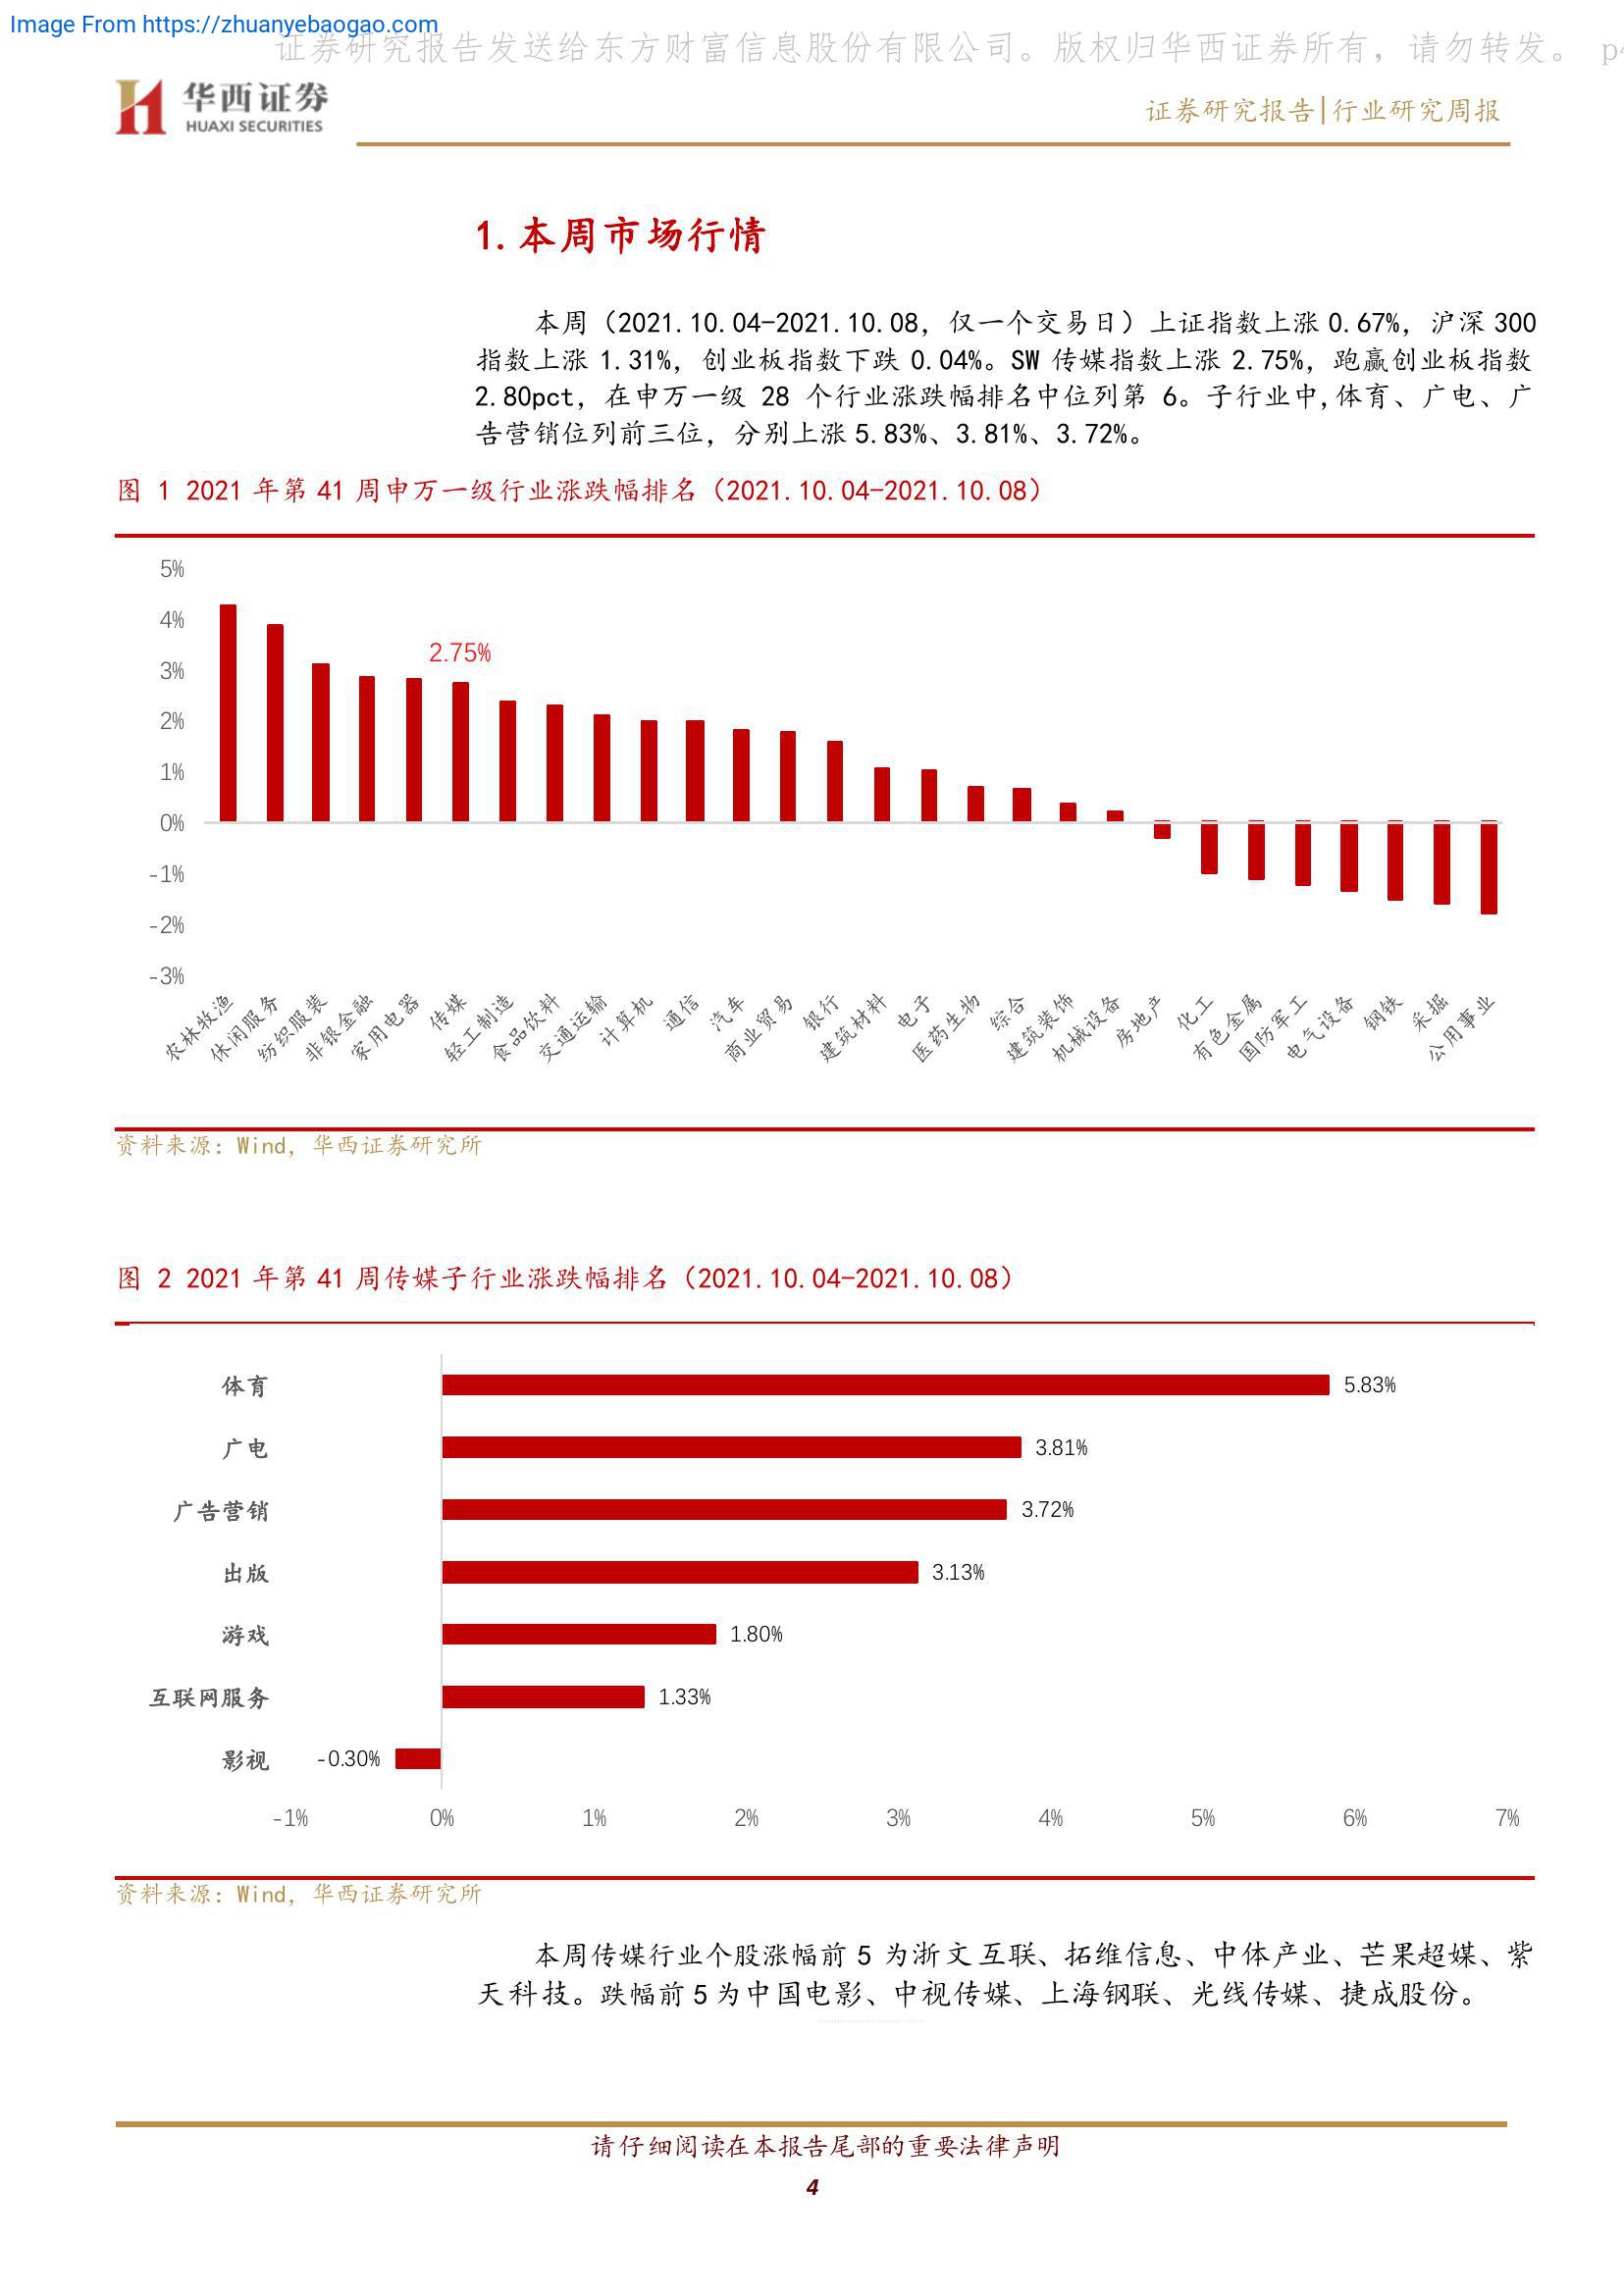 Image From https://zhuanyebaogao.com
证券研究报告发送给东方财富信息股份有限公司。版权归华西证券所有，请勿转发。 p4
华西证券
HUAXI SECURITIES
证券研究报告|行业研究周报
1.本周市场行情
本周（2021.10.04-2021.10.08，仅一个交易日）上证指数上涨 0.67%，沪深 300
指数上涨 1.31%，创业板指数下跌 0.04%。SW 传媒指数上涨 2.75%，跑赢创业板指数
2.80pct，在申万一级 28 个行业涨跌幅排名中位列第 6。子行业中,体育、广电、广
告营销位列前三位，分别上涨 5.83%、3.81%、3.72%。
图 1 2021 年第 41 周申万一级行业涨跌幅排名（2021.10.04-2021.10.08）
5%
4%
3%
2%
1%
0%
-1%
-2%
-3%
2.75%
农林牧渔
休闲服务
纺织服装
非银金融
家用电器
传媒
轻工制造
食品饮料
交通运输
计算机
通信
汽车
商业贸易
银行
建筑材料
电子
医药生物
综合
建筑装饰
机械设备
房地产
化工
有色金属
国防军工
电气设备
钢铁
采掘
公用事业
资料来源：Wind，华西证券研究所
图 2 2021 年第 41 周传媒子行业涨跌幅排名（2021.10.04-2021.10.08）
体育 5.83%
广电 3.81%
广告营销 3.72%
出版 3.13%
游戏 1.80%
互联网服务 1.33%
影视 -0.30%
-1% 0% 1% 2% 3% 4% 5% 6% 7%
资料来源：Wind，华西证券研究所
本周传媒行业个股涨幅前 5 为浙文互联、拓维信息、中体产业、芒果超媒、紫
天科技。跌幅前 5 为中国电影、中视传媒、上海钢联、光线传媒、捷成股份。
请仔细阅读在本报告尾部的重要法律声明
4